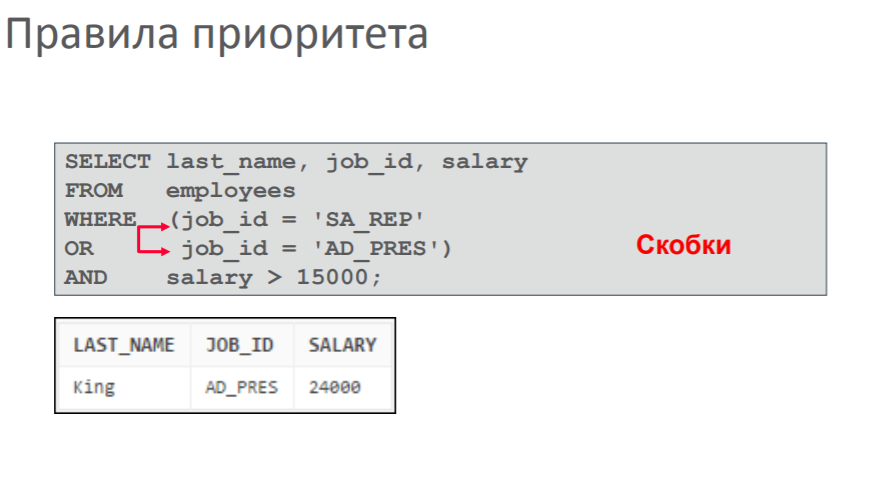 Правила приоритета
SELECT last_name, job_id, salary
FROM employees
WHERE (job_id = 'SA_REP'
OR job_id = 'AD_PRES')
AND salary > 15000;
Скобки
LAST_NAME JOB_ID SALARY
King AD_PRES 24000